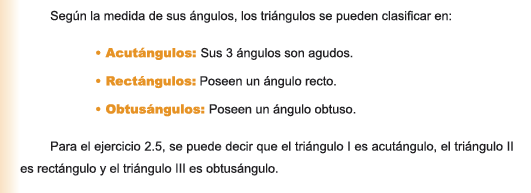 Según la medida de sus ángulos, los triángulos se pueden clasificar en:
• Acutángulos: Sus 3 ángulos son agudos.
• Rectángulos: Poseen un ángulo recto.
• Obtusángulos: Poseen un ángulo obtuso.
Para el ejercicio 2.5, se puede decir que el triángulo I es acutángulo, el triángulo II
es rectángulo y el triángulo III es obtusángulo.